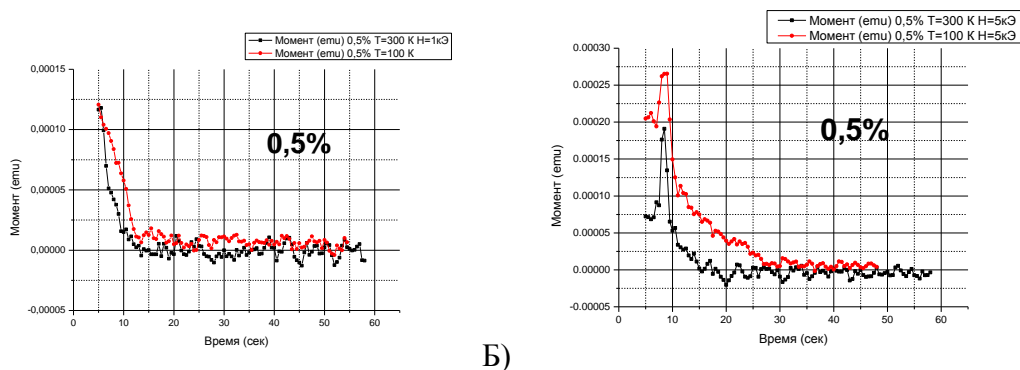 Момент (emu) 0,5% T=300 К H=1кЭ
Момент (emu) 0,5% T=100 К
0,00015
0,00010
0,00005
0,00000
-0,00005
0,5%
Момент (emu)
0 10 20 30 40 50 60
Время (сек)
Б)
Момент (emu) 0,5% T=300 К H=5кЭ
Момент (emu) 0,5% T=100 К H=5кЭ
0,00030
0,00025
0,00020
0,00015
0,00010
0,00005
0,00000
-0,00005
0,5%
Момент (emu)
0 10 20 30 40 50 60
Время (сек)